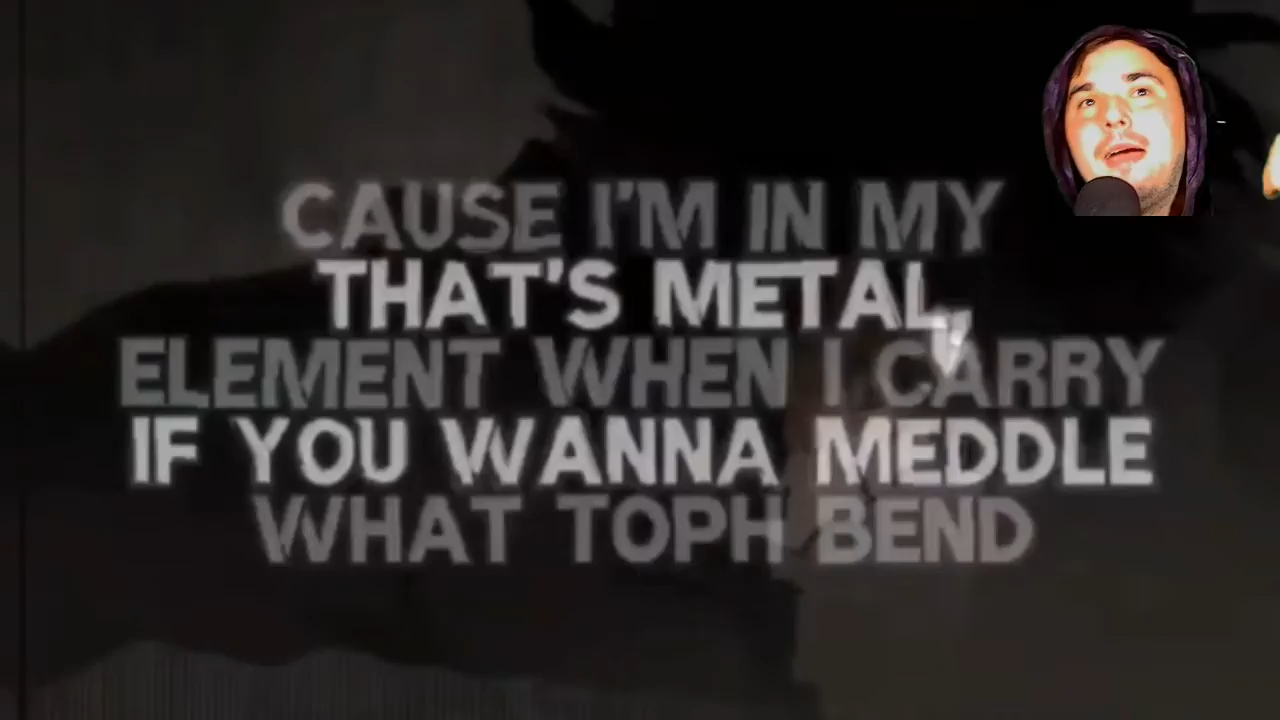 CAUSE I'M IN MY
THAT'S METAL,
ELEMENT WHEN I CARRY
IF YOU WANNA MEDDLE
WHAT TOPH BEND